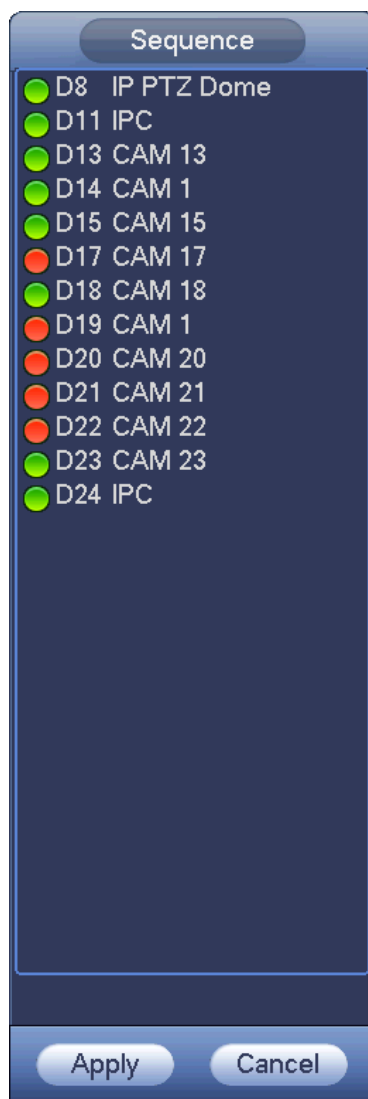 Sequence
D8 IP PTZ Dome
D11 IPC
D13 CAM 13
D14 CAM 1
D15 CAM 15
D17 CAM 17
D18 CAM 18
D19 CAM 1
D20 CAM 20
D21 CAM 21
D22 CAM 22
D23 CAM 23
D24 IPC
Apply Cancel